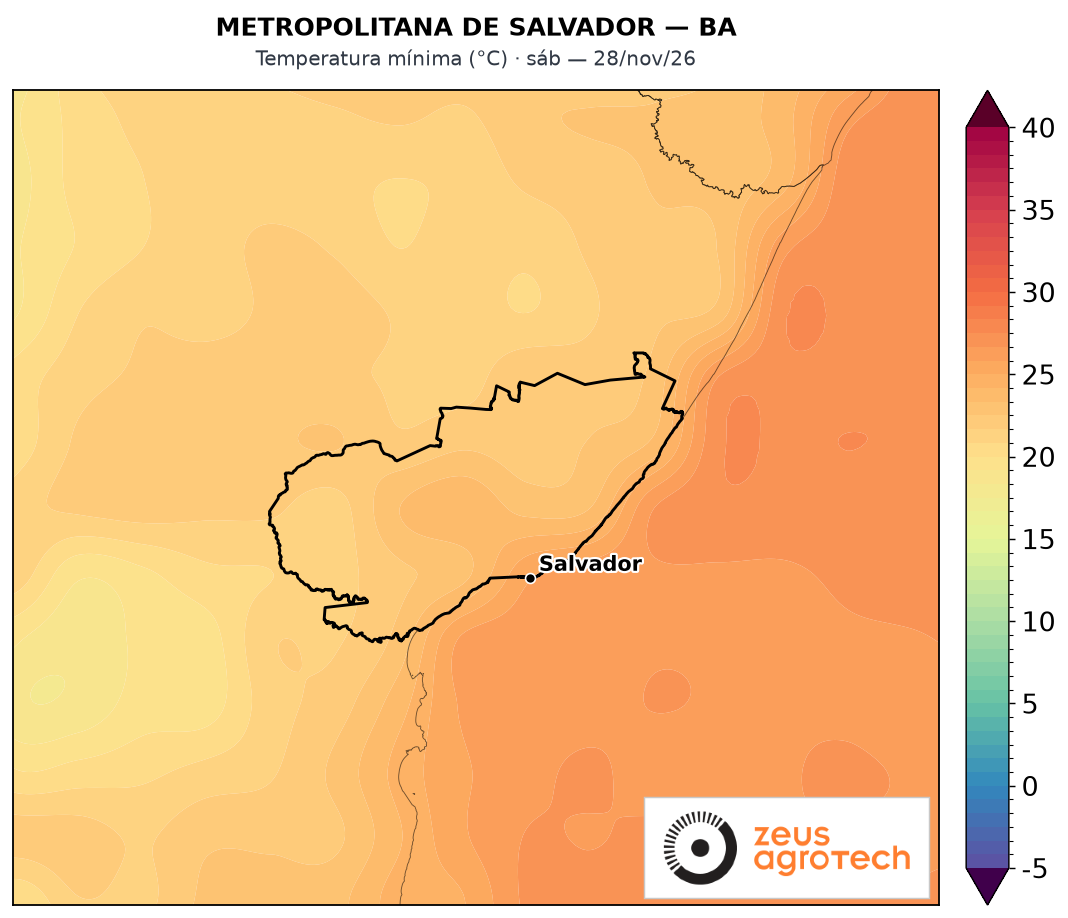 METROPOLITANA DE SALVADOR — BA
Temperatura mínima (°C) · sáb — 28/nov/26
40
35
30
25
20
15
10
5
0
-5
Salvador
zeus
agroTech